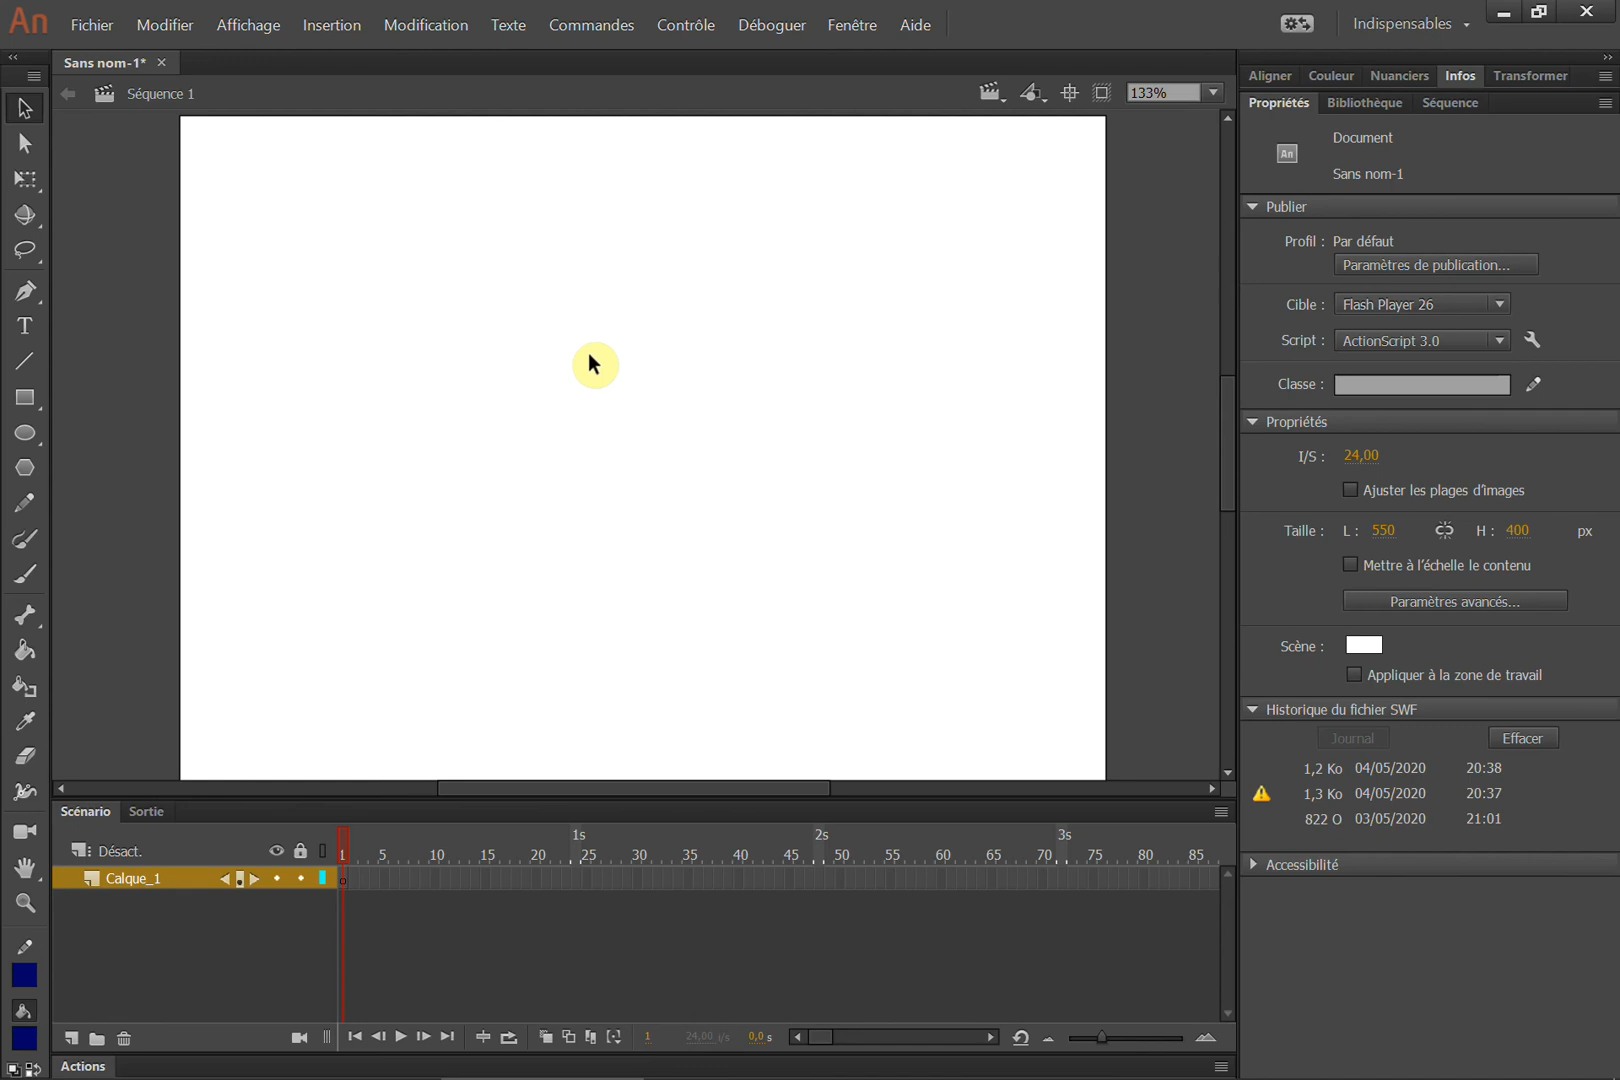 An Fichier Modifier Affichage Insertion Modification Texte Commandes Contrôle Déboguer Fenêtre Aide Indispensables
Sans nom-1*
Séquence 1 133%
Aligner Couleur Nuanciers Infos Transformer
Propriétés Bibliothèque Séquence
Document
An
Sans nom-1
Publier
Profil : Par défaut
Paramètres de publication...
Cible : Flash Player 26
Script : ActionScript 3.0
Classe :
Propriétés
I/S : 24,00
Ajuster les plages d'images
Taille : L : 550 H : 400 px
Mettre à l'échelle le contenu
Paramètres avancés...
Scène :
Appliquer à la zone de travail
Historique du fichier SWF
Journal Effacer
1,2 Ko 04/05/2020 20:38
1,3 Ko 04/05/2020 20:37
822 O 03/05/2020 21:01
Accessibilité
Scénario Sortie
1s 2s 3s
Désact. 1 5 10 15 20 25 30 35 40 45 50 55 60 65 70 75 80 85
Calque_1
1 24,00 i/s 0,0 s
Actions